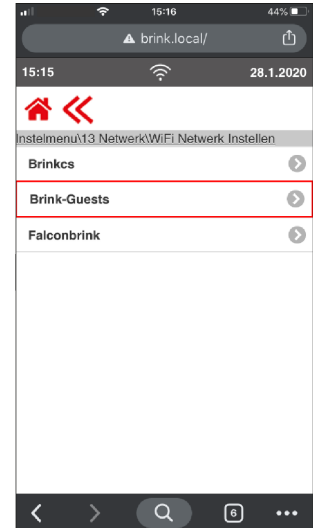 15:16
44%
brink.local/
15:15
28.1.2020
Instelmenu\13 Netwerk\WiFi Netwerk Instellen
Brinkcs
Brink-Guests
Falconbrink
6